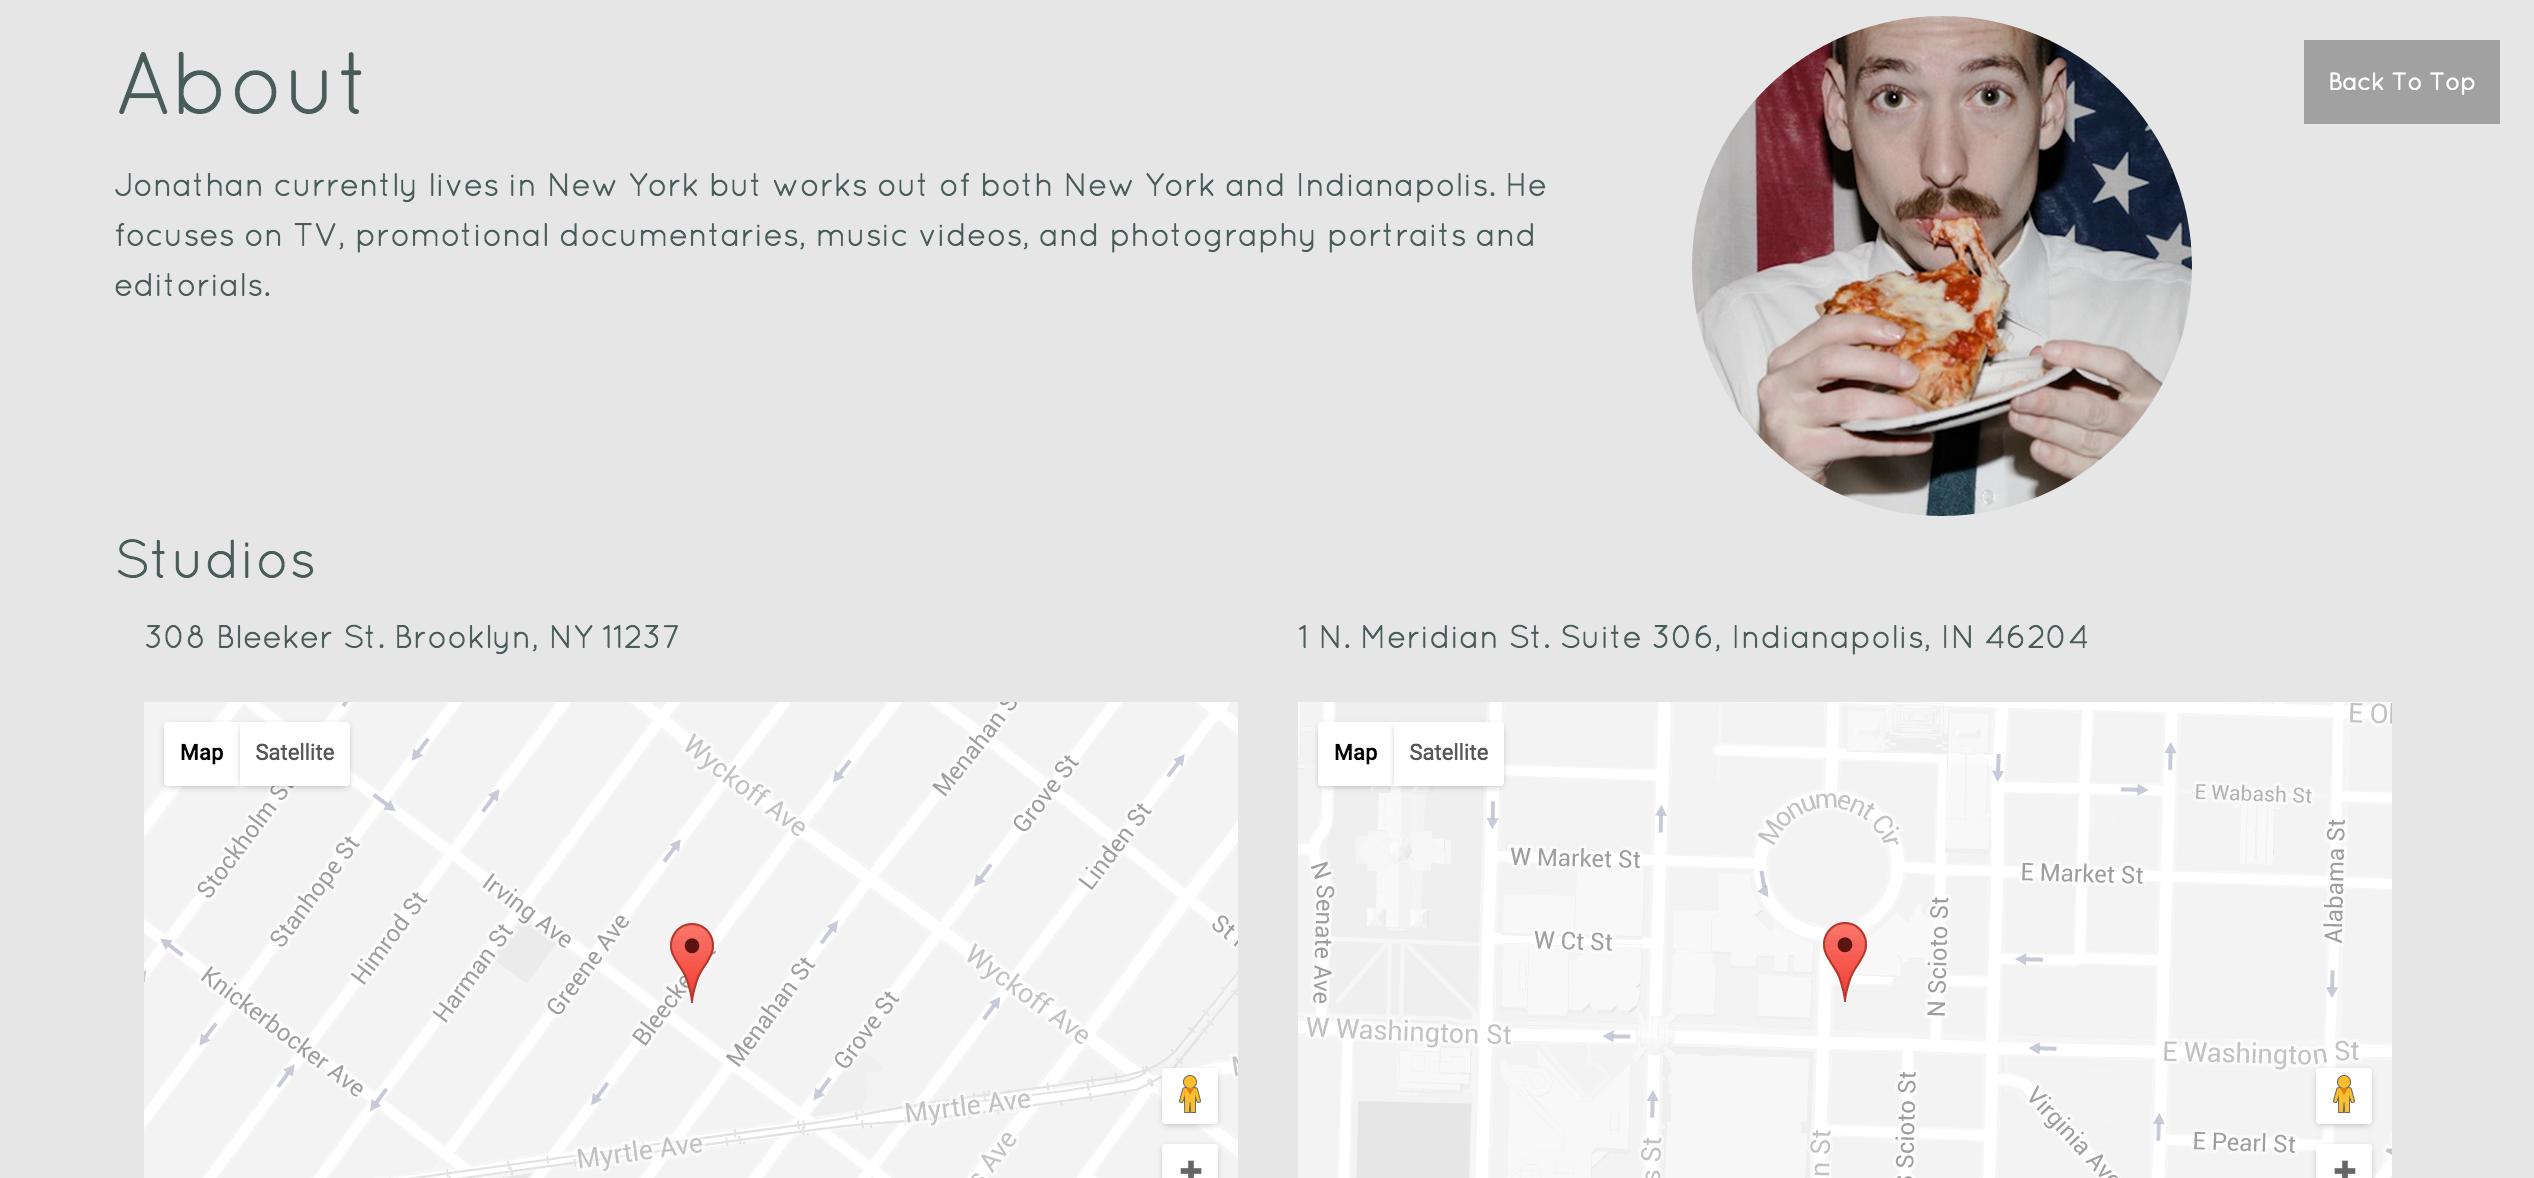 About
Back To Top
Jonathan currently lives in New York but works out of both New York and Indianapolis. He
focuses on TV, promotional documentaries, music videos, and photography portraits and
editorials.
Studios
308 Bleeker St. Brooklyn, NY 11237
1 N. Meridian St. Suite 306, Indianapolis, IN 46204
Map Satellite
Stockholm S
Stanhope St
Himrod St
Harman St
Irving Ave
Greene Ave
Knickerbocker Ave
Wyckoff Ave
Menahan S
Grove St
Linden St
Wyckoff Ave
Menahan St
Grove St
Myrtle Ave
Myrtle Ave
Ave
Map Satellite
Monument Cir
E Wabash St
W Market St
E Market St
N Senate Ave
W Ct St
N Scioto St
Alabama St
W Washington St
E Washington St
Scioto St
Virginia Ave
E Pearl St